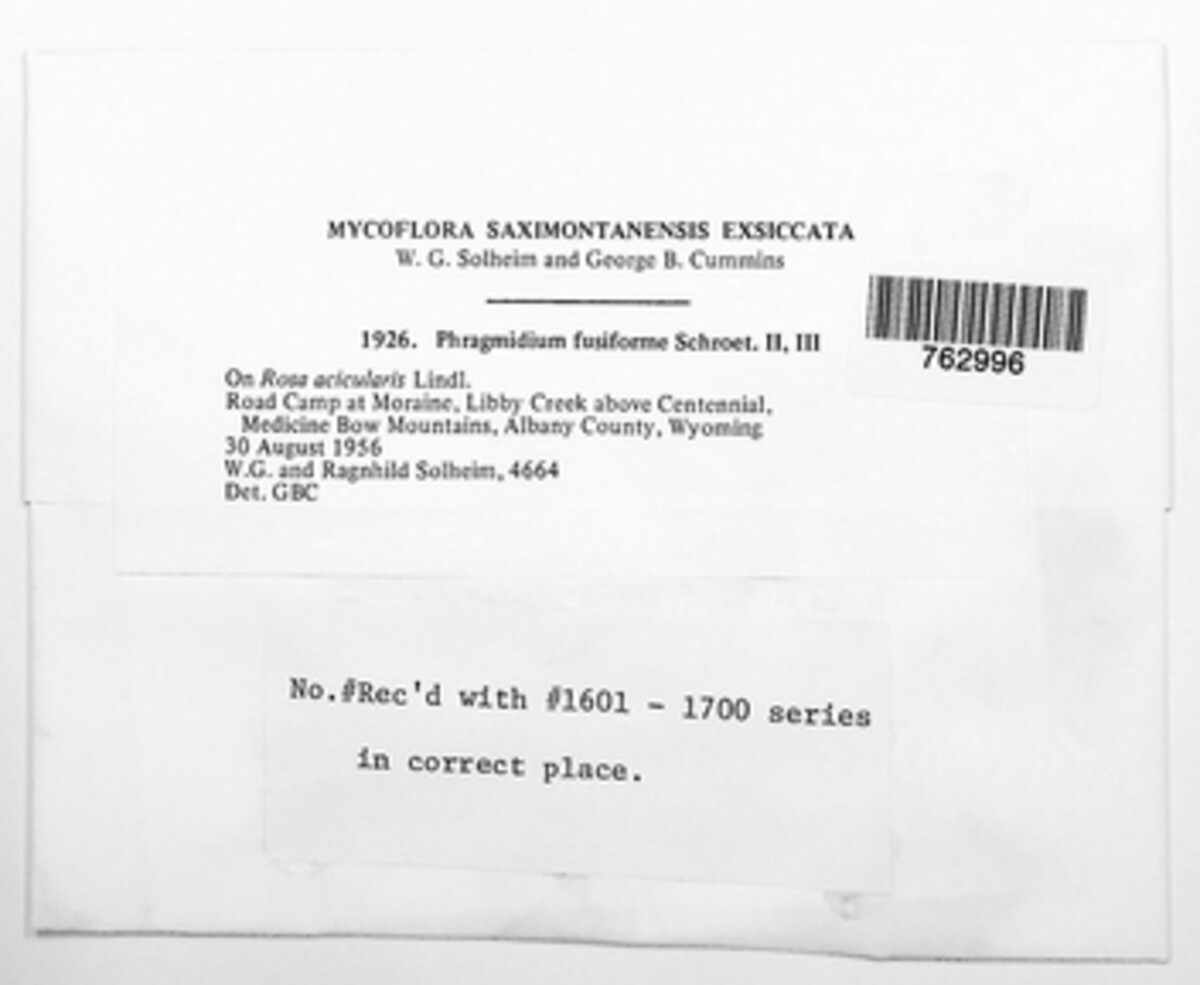 MYCOFLORA SAXIMONTANENSIS EXSICCATA
W. G. Solheim and George B. Cummins
1926. Phragmidium fusiforme Schroet. II, III
762996
On Rosa acicularis Lindl.
Road Camp at Moraine, Libby Creek above Centennial,
Medicine Bow Mountains, Albany County, Wyoming
30 August 1956
W.G. and Ragnhild Solheim, 4664
Det. GBC
No.#Rec'd with #1601 - 1700 series
in correct place.